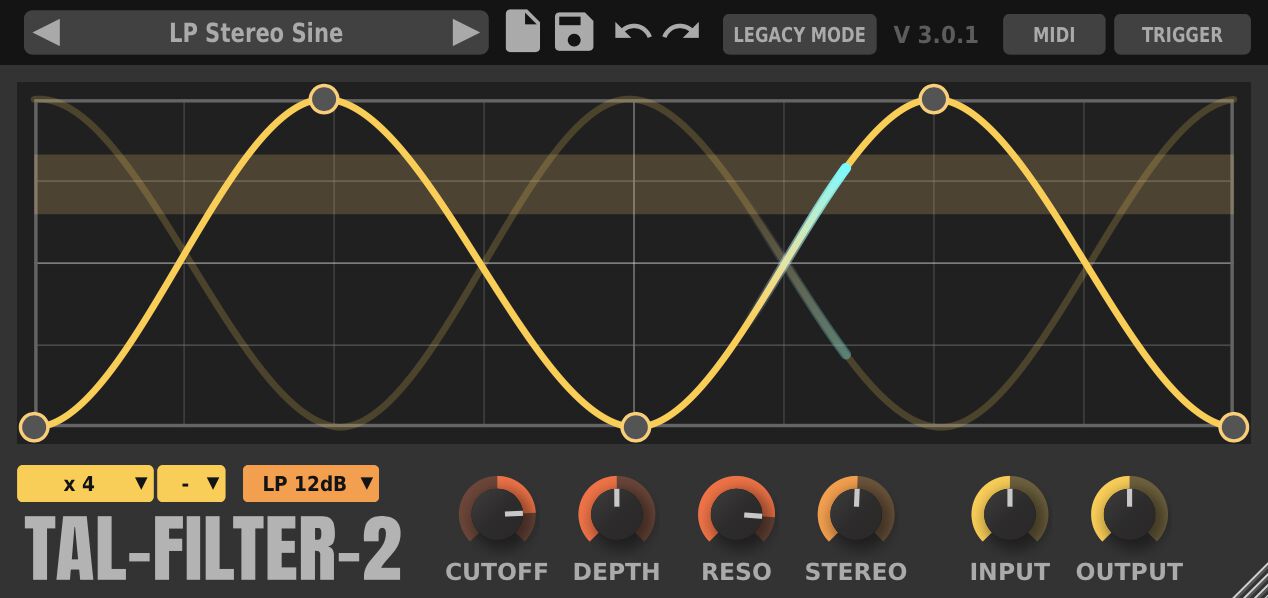 LP Stereo Sine
LEGACY MODE
V 3.0.1
MIDI
TRIGGER
x 4
-
LP 12dB
TAL-FILTER-2
CUTOFF
DEPTH
RESO
STEREO
INPUT
OUTPUT